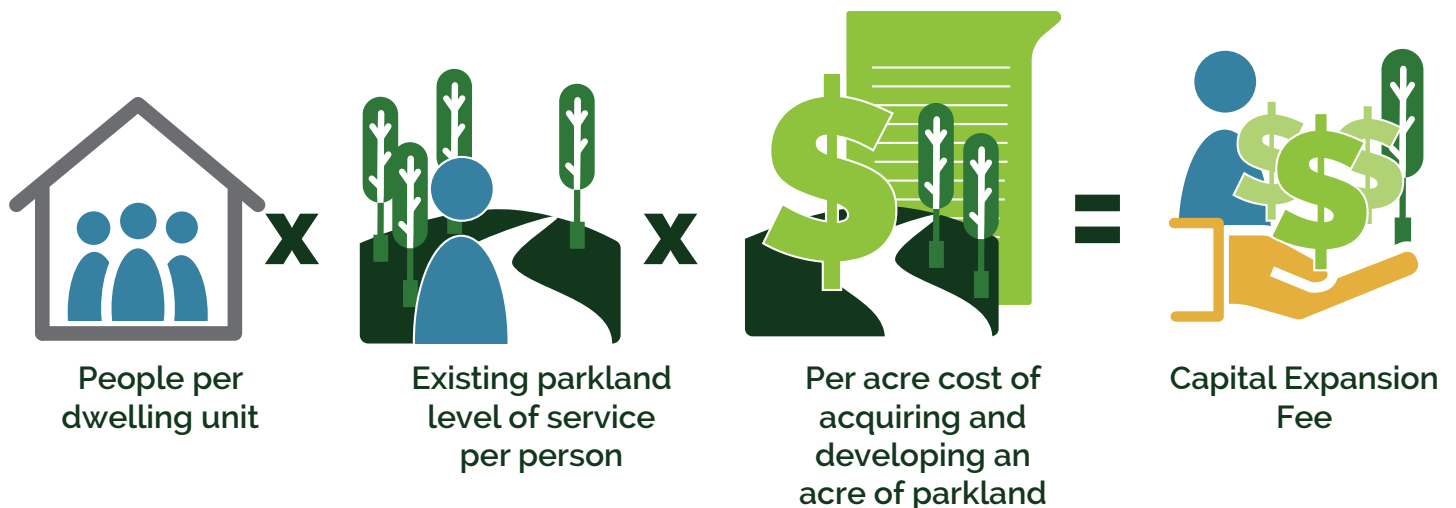 x
x
=
People per
dwelling unit
Existing parkland
level of service
per person
Per acre cost of
acquiring and
developing an
acre of parkland
Capital Expansion
Fee
$
$
$
$